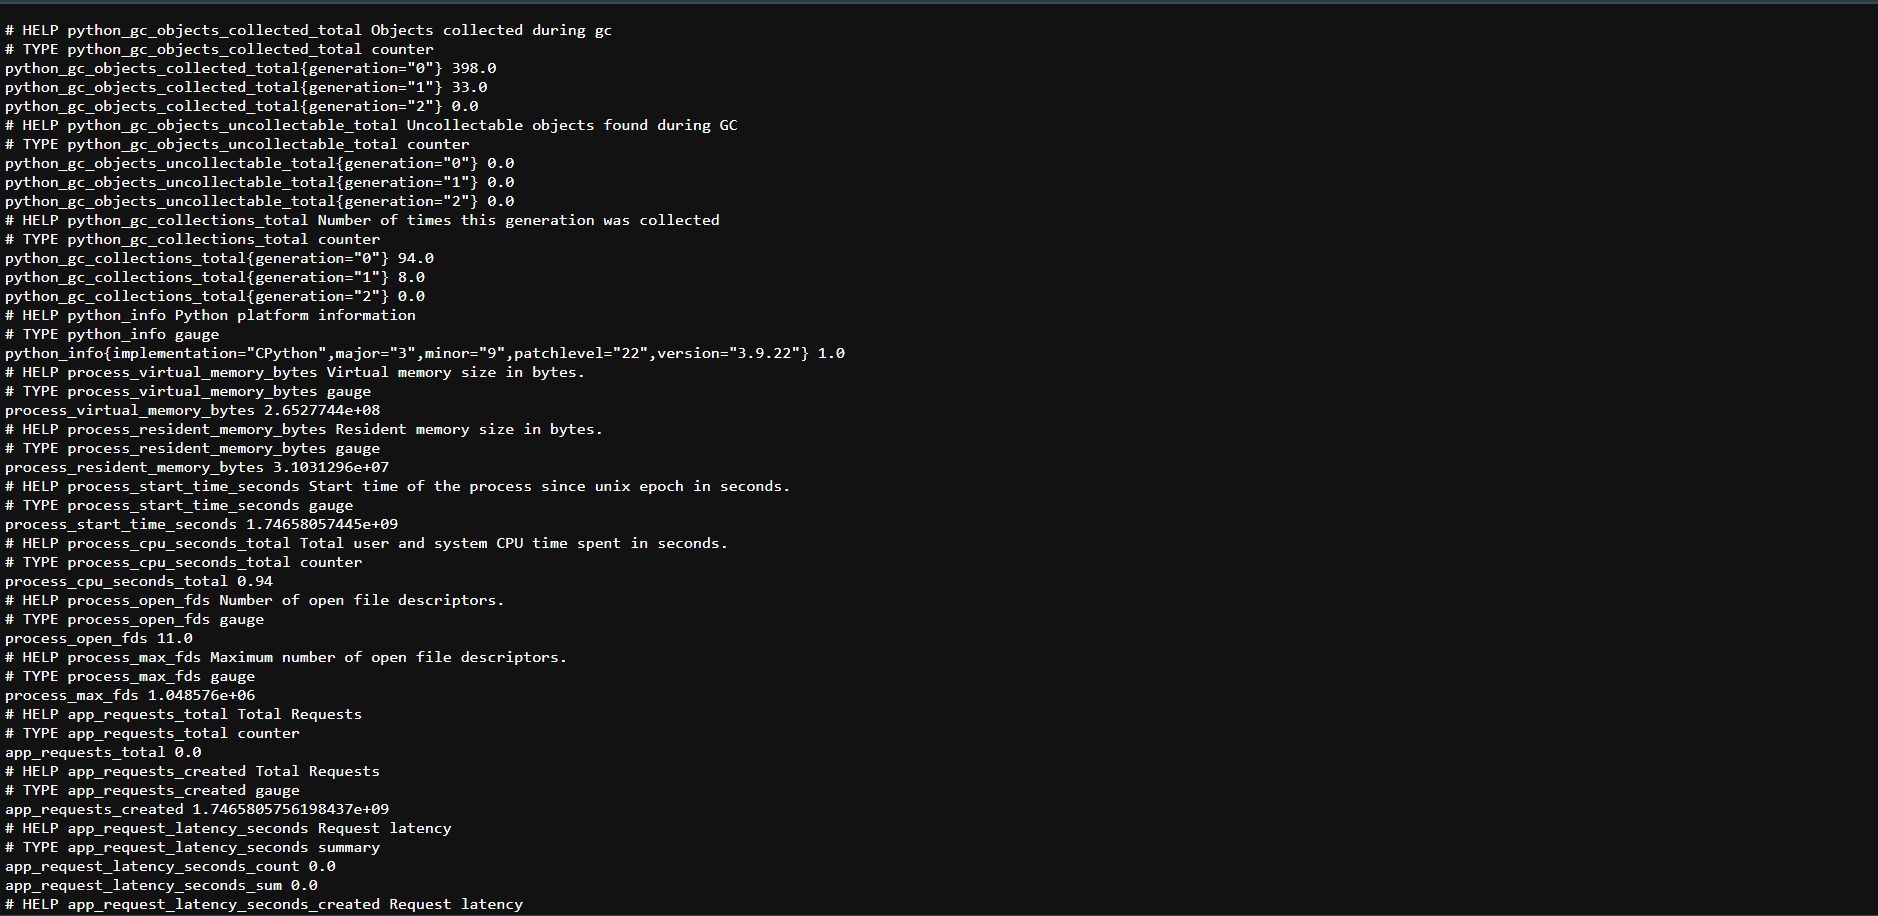 # HELP python_gc_objects_collected_total Objects collected during gc
# TYPE python_gc_objects_collected_total counter
python_gc_objects_collected_total{generation="0"} 398.0
python_gc_objects_collected_total{generation="1"} 33.0
python_gc_objects_collected_total{generation="2"} 0.0
# HELP python_gc_objects_uncollectable_total Uncollectable objects found during GC
# TYPE python_gc_objects_uncollectable_total counter
python_gc_objects_uncollectable_total{generation="0"} 0.0
python_gc_objects_uncollectable_total{generation="1"} 0.0
python_gc_objects_uncollectable_total{generation="2"} 0.0
# HELP python_gc_collections_total Number of times this generation was collected
# TYPE python_gc_collections_total counter
python_gc_collections_total{generation="0"} 94.0
python_gc_collections_total{generation="1"} 8.0
python_gc_collections_total{generation="2"} 0.0
# HELP python_info Python platform information
# TYPE python_info gauge
python_info{implementation="CPython",major="3",minor="9",patchlevel="22",version="3.9.22"} 1.0
# HELP process_virtual_memory_bytes Virtual memory size in bytes.
# TYPE process_virtual_memory_bytes gauge
process_virtual_memory_bytes 2.6527744e+08
# HELP process_resident_memory_bytes Resident memory size in bytes.
# TYPE process_resident_memory_bytes gauge
process_resident_memory_bytes 3.1031296e+07
# HELP process_start_time_seconds Start time of the process since unix epoch in seconds.
# TYPE process_start_time_seconds gauge
process_start_time_seconds 1.74658057445e+09
# HELP process_cpu_seconds_total Total user and system CPU time spent in seconds.
# TYPE process_cpu_seconds_total counter
process_cpu_seconds_total 0.94
# HELP process_open_fds Number of open file descriptors.
# TYPE process_open_fds gauge
process_open_fds 11.0
# HELP process_max_fds Maximum number of open file descriptors.
# TYPE process_max_fds gauge
process_max_fds 1.048576e+06
# HELP app_requests_total Total Requests
# TYPE app_requests_total counter
app_requests_total 0.0
# HELP app_requests_created Total Requests
# TYPE app_requests_created gauge
app_requests_created 1.7465805756198437e+09
# HELP app_request_latency_seconds Request latency
# TYPE app_request_latency_seconds summary
app_request_latency_seconds_count 0.0
app_request_latency_seconds_sum 0.0
# HELP app_request_latency_seconds_created Request latency